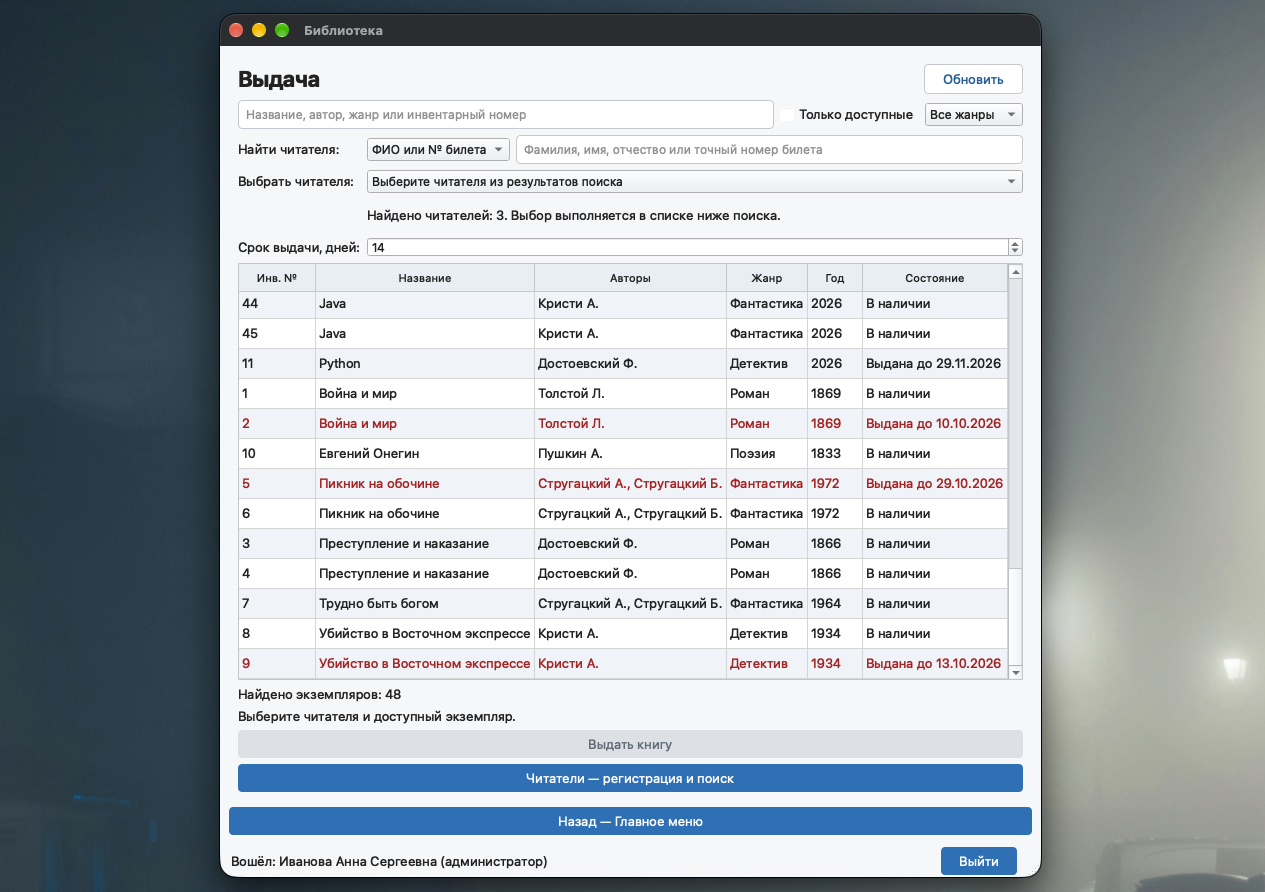 Библиотека
Выдача
Обновить
Название, автор, жанр или инвентарный номер
Только доступные
Все жанры
Найти читателя: ФИО или № билета Фамилия, имя, отчество или точный номер билета
Выбрать читателя: Выберите читателя из результатов поиска
Найдено читателей: 3. Выбор выполняется в списке ниже поиска.
Срок выдачи, дней: 14
Инв. № Название Авторы Жанр Год Состояние
44 Java Кристи А. Фантастика 2026 В наличии
45 Java Кристи А. Фантастика 2026 В наличии
11 Python Достоевский Ф. Детектив 2026 Выдана до 29.11.2026
1 Война и мир Толстой Л. Роман 1869 В наличии
2 Война и мир Толстой Л. Роман 1869 Выдана до 10.10.2026
10 Евгений Онегин Пушкин А. Поэзия 1833 В наличии
5 Пикник на обочине Стругацкий А., Стругацкий Б. Фантастика 1972 Выдана до 29.10.2026
6 Пикник на обочине Стругацкий А., Стругацкий Б. Фантастика 1972 В наличии
3 Преступление и наказание Достоевский Ф. Роман 1866 В наличии
4 Преступление и наказание Достоевский Ф. Роман 1866 В наличии
7 Трудно быть богом Стругацкий А., Стругацкий Б. Фантастика 1964 В наличии
8 Убийство в Восточном экспрессе Кристи А. Детектив 1934 В наличии
9 Убийство в Восточном экспрессе Кристи А. Детектив 1934 Выдана до 13.10.2026
Найдено экземпляров: 48
Выберите читателя и доступный экземпляр.
Выдать книгу
Читатели — регистрация и поиск
Назад — Главное меню
Вошёл: Иванова Анна Сергеевна (администратор)
Выйти